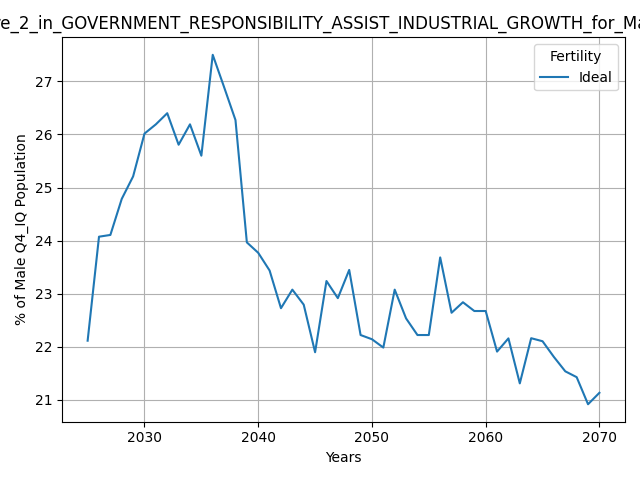 re_2_in_GOVERNMENT_RESPONSIBILITY_ASSIST_INDUSTRIAL_GROWTH_for_Ma
Fertility
Ideal
% of Male Q4_IQ Population
27
26
25
24
23
22
21
2030 2040 2050 2060 2070
Years